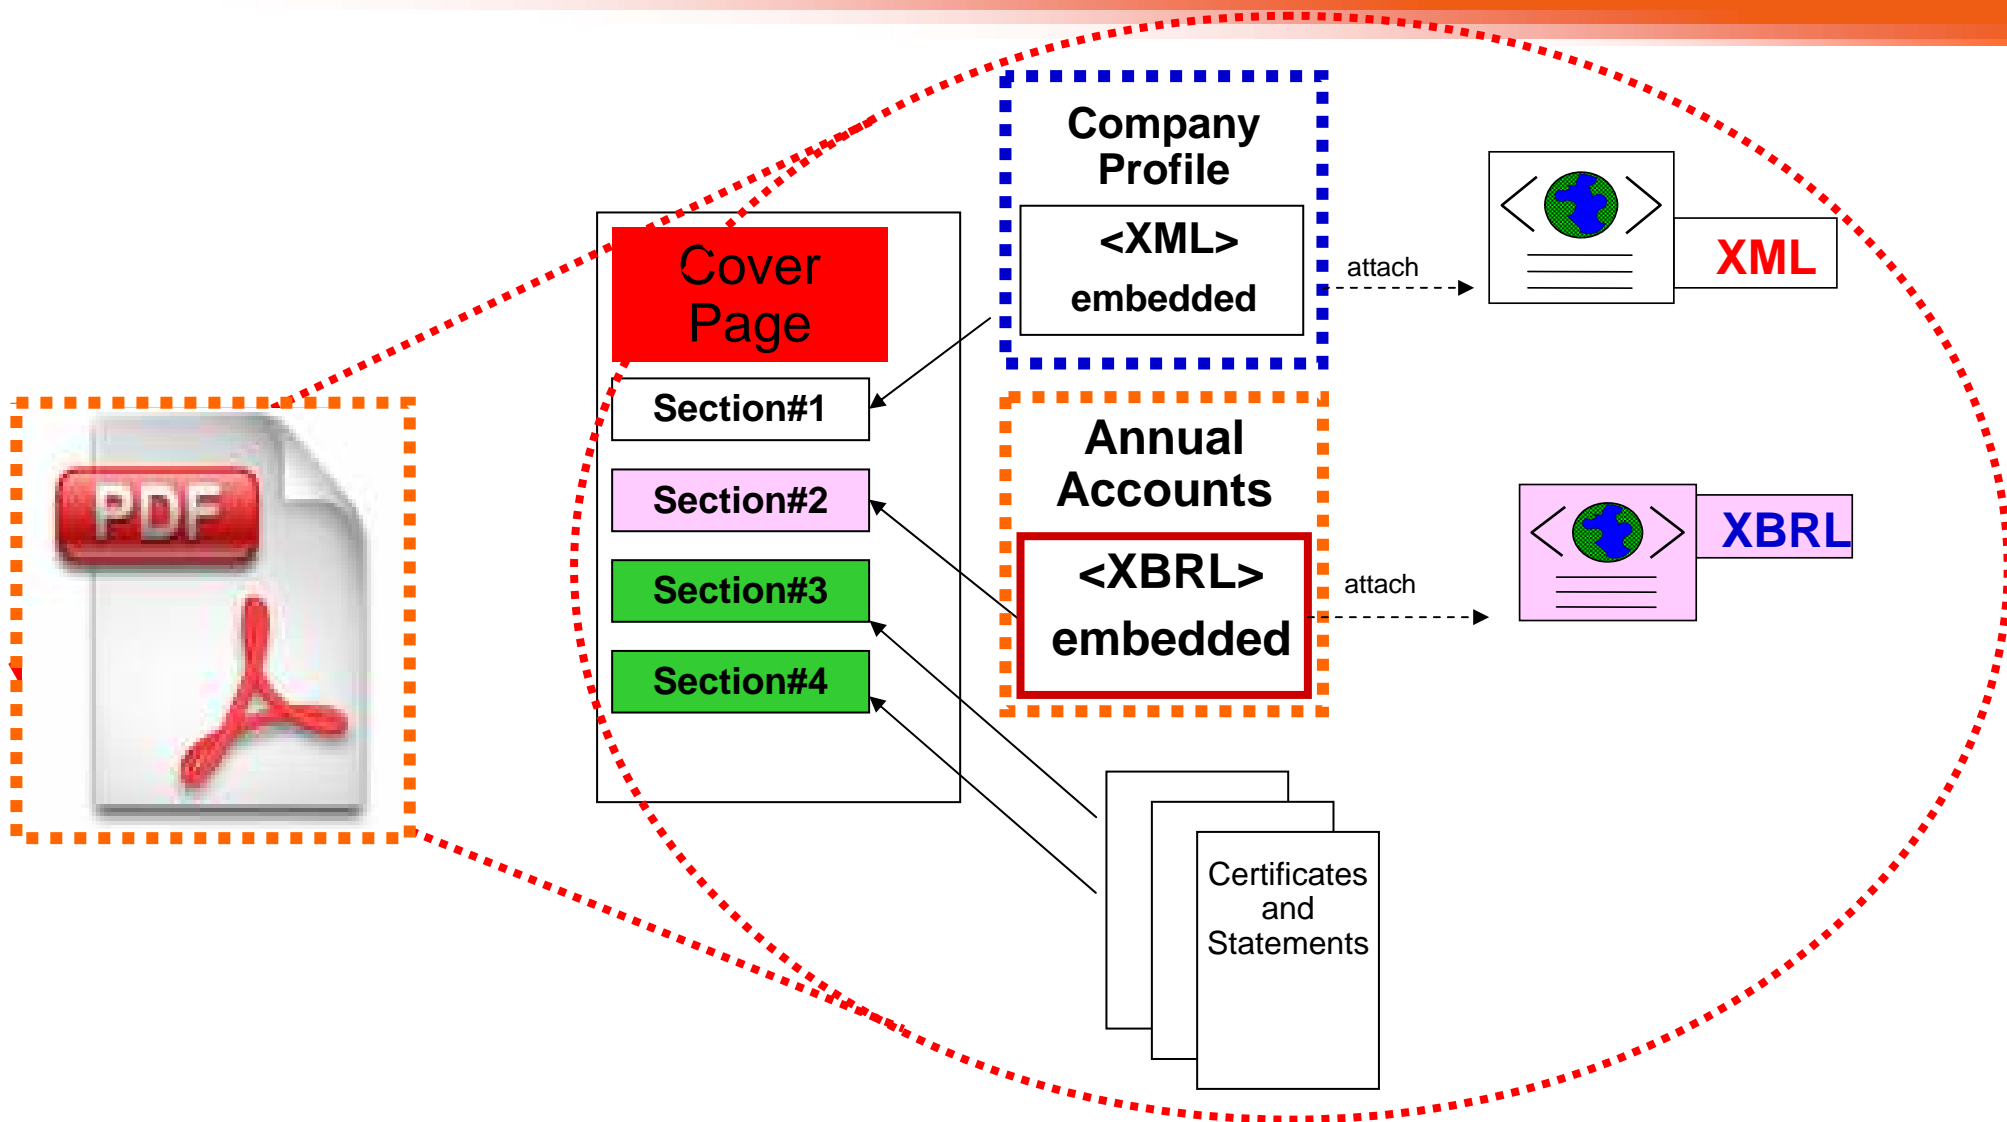 PDF
Cover
Page
Section#1
Section#2
Section#3
Section#4
Company
Profile
<XML>
embedded
attach
XML
Annual
Accounts
<XBRL>
embedded
attach
XBRL
Certificates
and
Statements